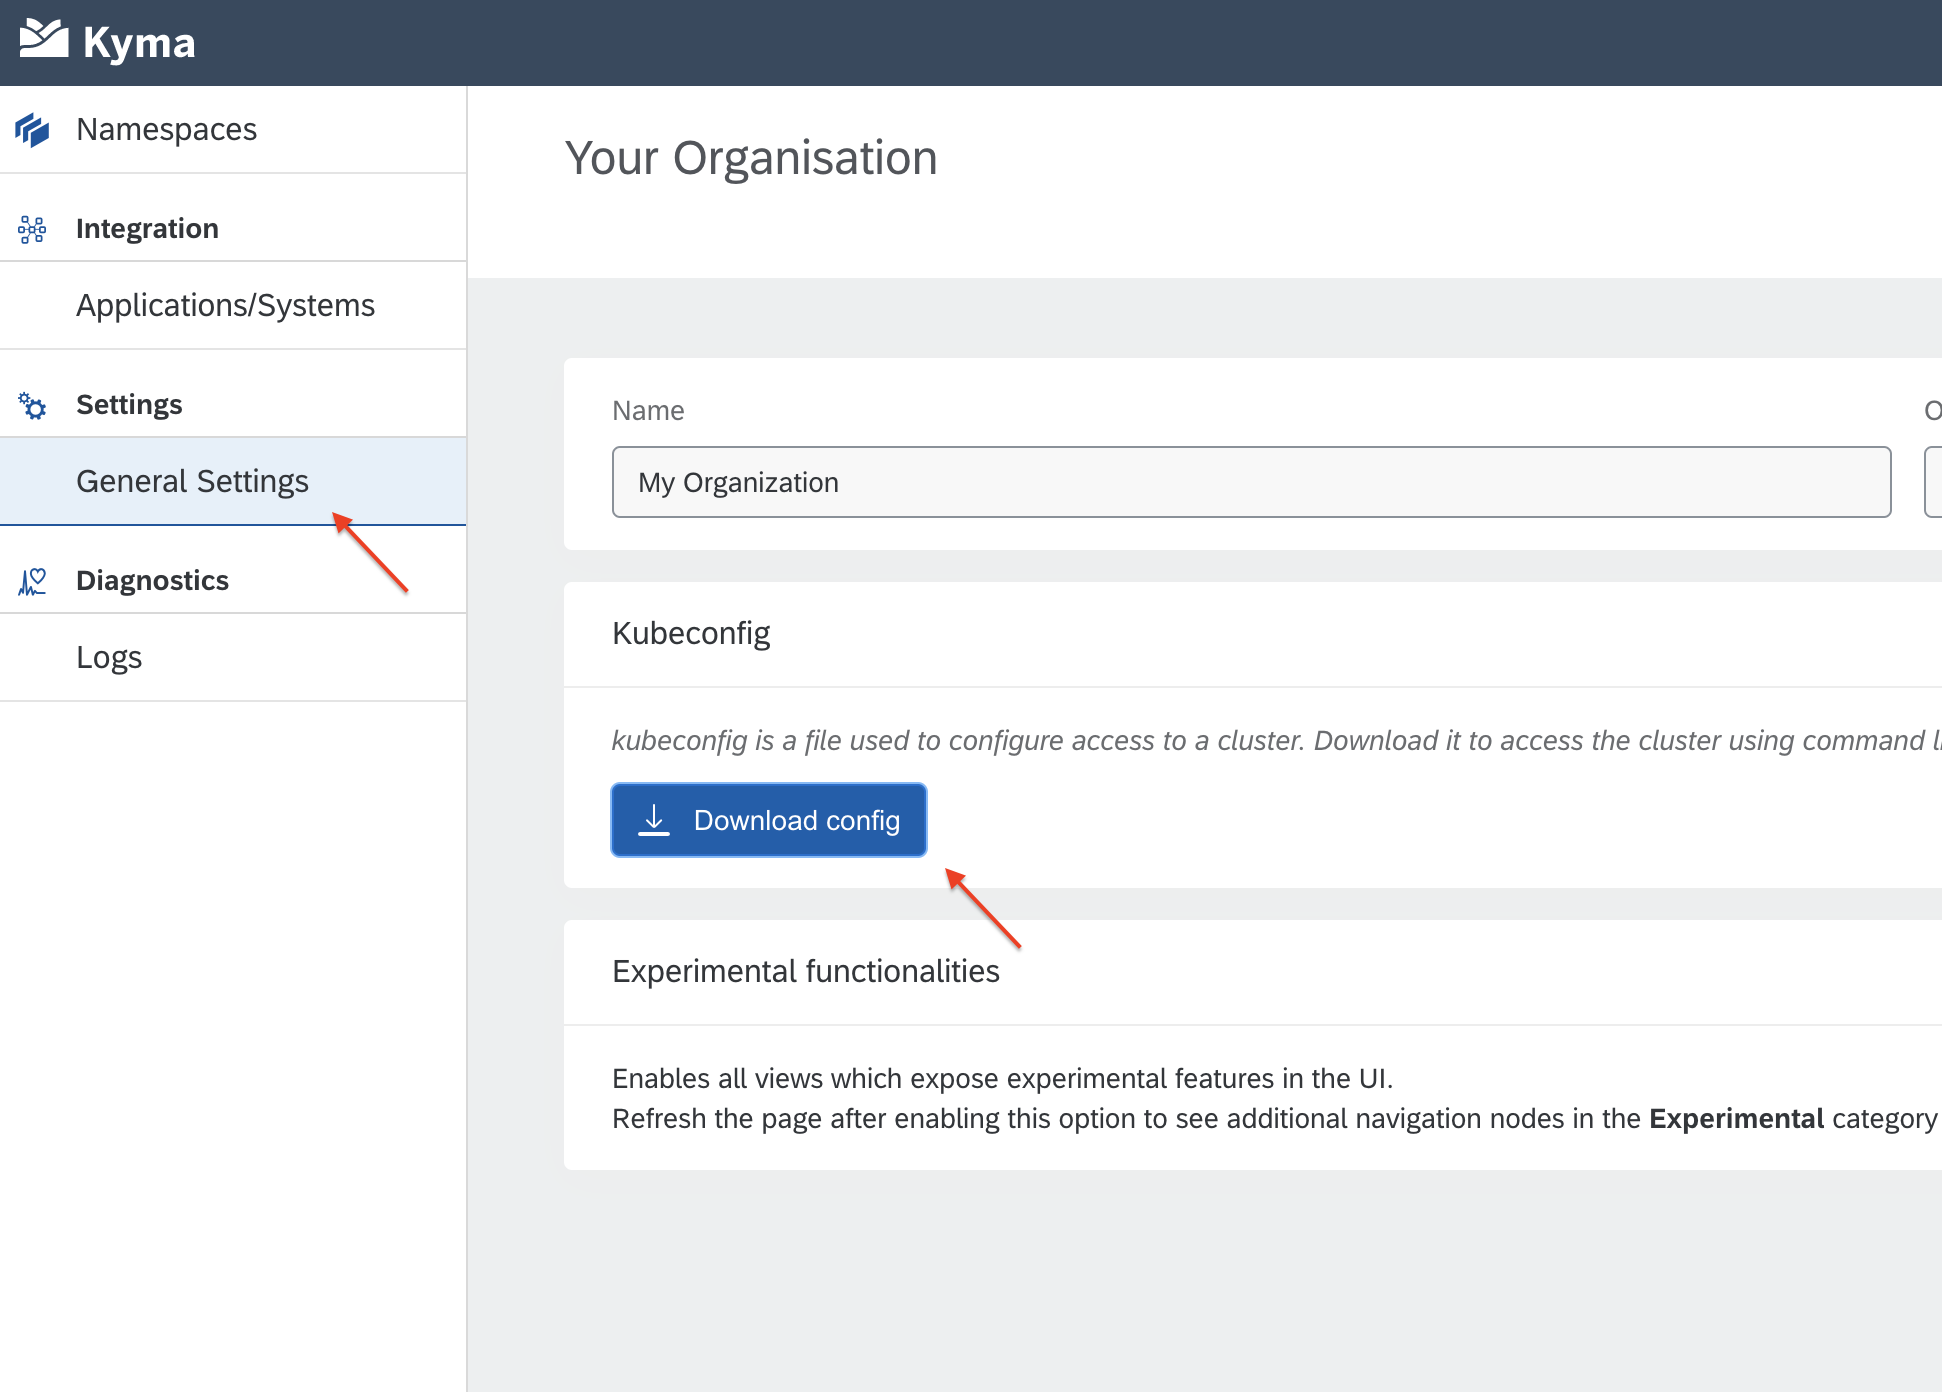 Kyma
Namespaces
Integration
Applications/Systems
Settings
General Settings
Diagnostics
Logs
Your Organisation
Name
My Organization
Kubeconfig
kubeconfig is a file used to configure access to a cluster. Download it to access the cluster using command
Download config
Experimental functionalities
Enables all views which expose experimental features in the UI.
Refresh the page after enabling this option to see additional navigation nodes in the Experimental category